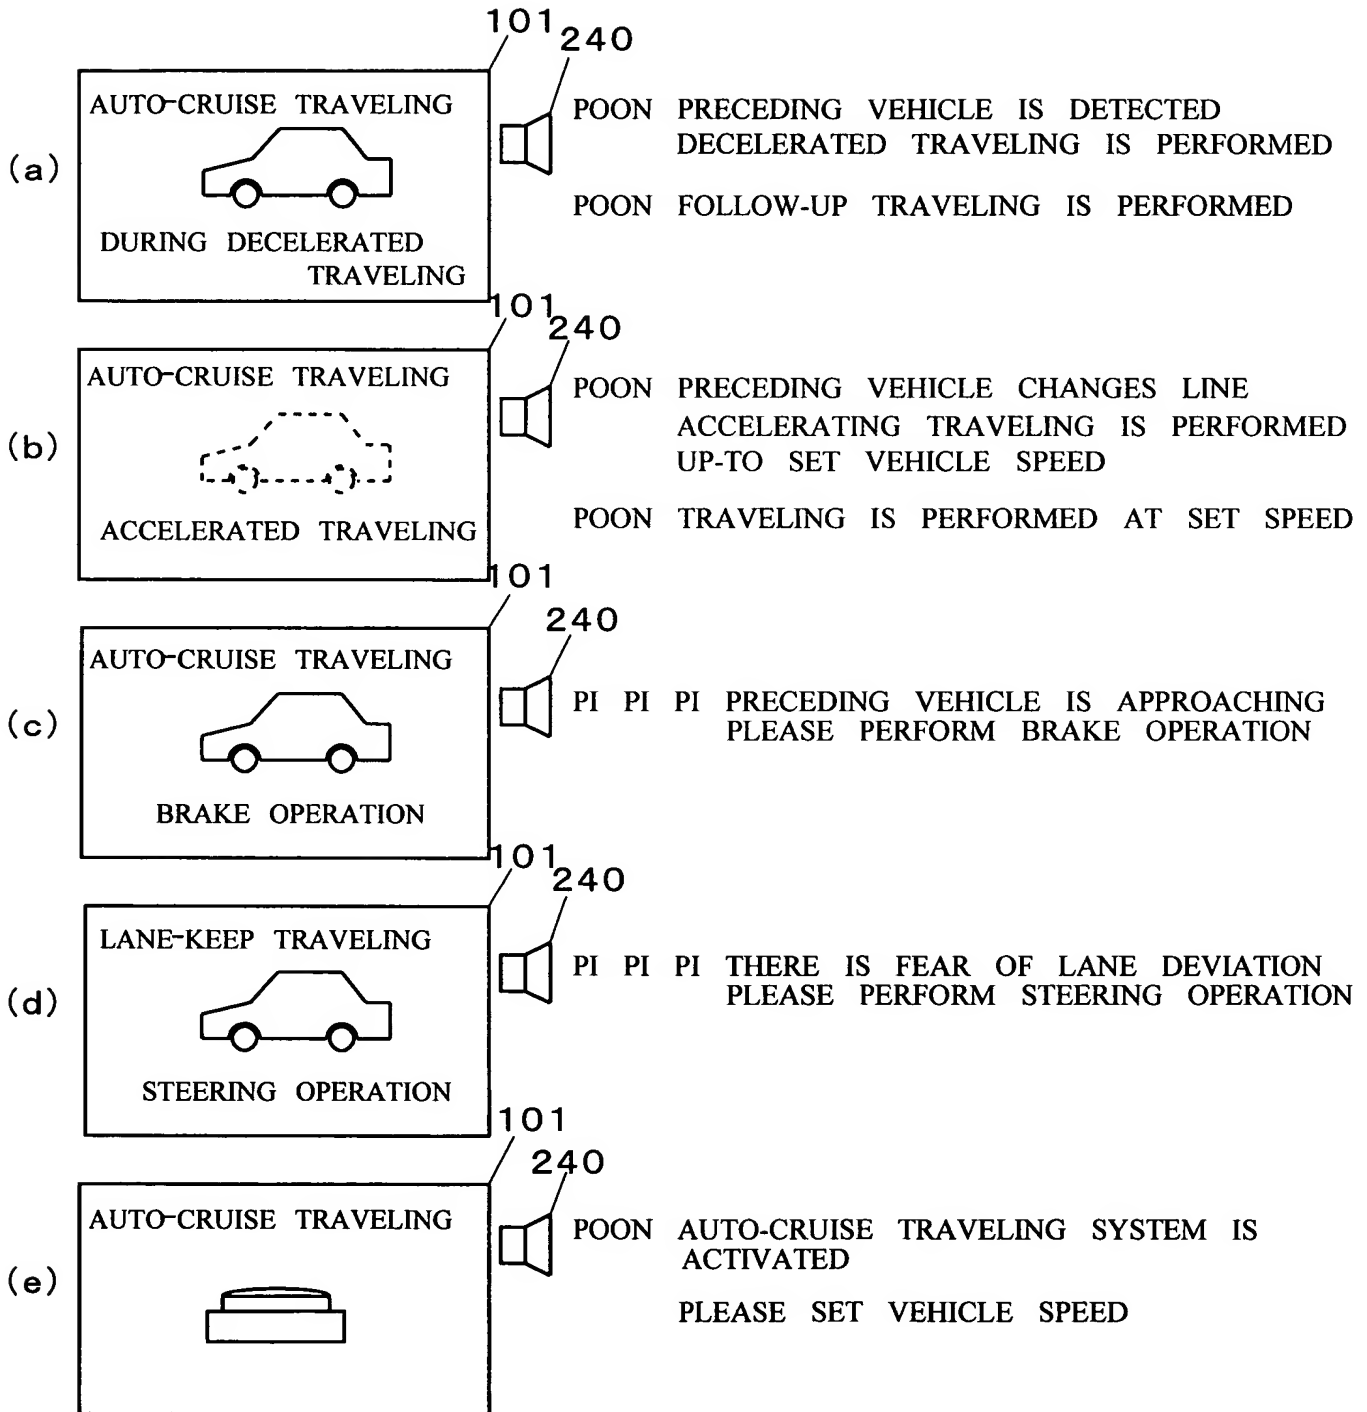 101
240
(a)
AUTO-CRUISE TRAVELING
DURING DECELERATED
TRAVELING
POON PRECEDING VEHICLE IS DETECTED
DECELERATED TRAVELING IS PERFORMED
POON FOLLOW-UP TRAVELING IS PERFORMED
101
240
(b)
AUTO-CRUISE TRAVELING
ACCELERATED TRAVELING
POON PRECEDING VEHICLE CHANGES LINE
ACCELERATING TRAVELING IS PERFORMED
UP-TO SET VEHICLE SPEED
POON TRAVELING IS PERFORMED AT SET SPEED
101
240
(c)
AUTO-CRUISE TRAVELING
BRAKE OPERATION
PI PI PI PRECEDING VEHICLE IS APPROACHING
PLEASE PERFORM BRAKE OPERATION
101
240
(d)
LANE-KEEP TRAVELING
STEERING OPERATION
PI PI PI THERE IS FEAR OF LANE DEVIATION
PLEASE PERFORM STEERING OPERATION
101
240
(e)
AUTO-CRUISE TRAVELING
POON AUTO-CRUISE TRAVELING SYSTEM IS
ACTIVATED
PLEASE SET VEHICLE SPEED